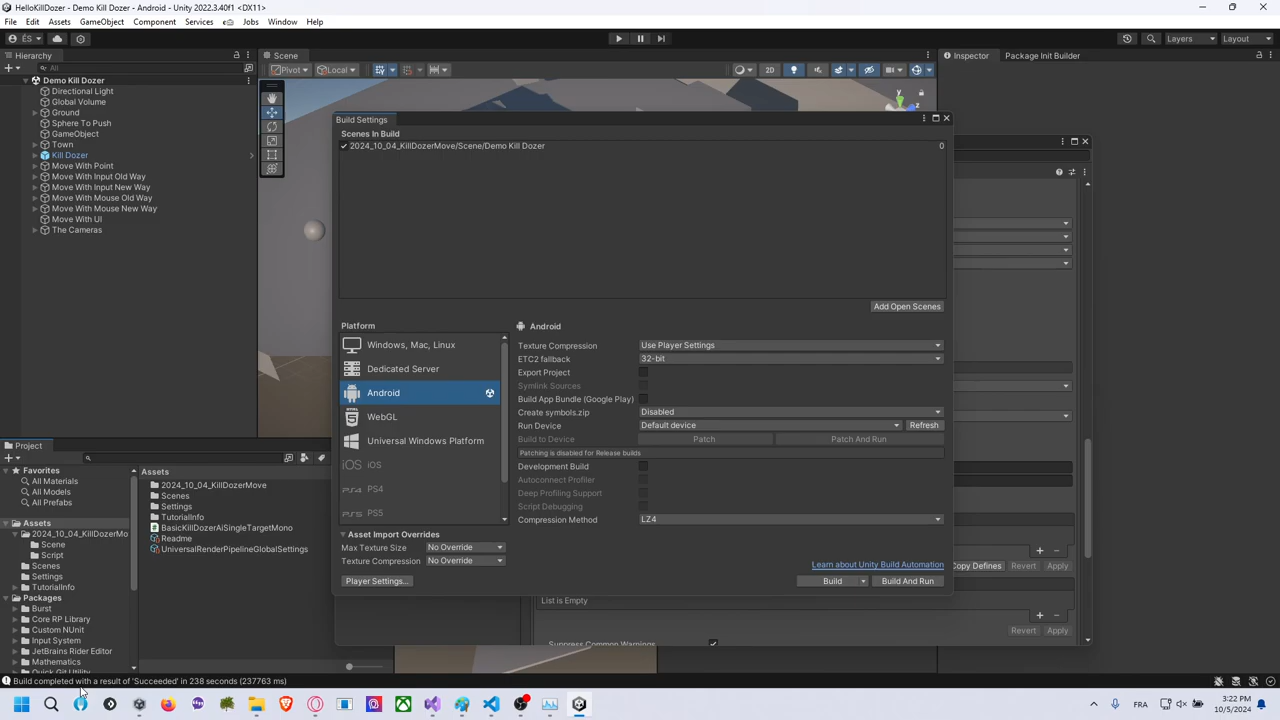 HelloKillDozer - Demo Kill Dozer - Android - Unity 2022.3.40f1 <DX11>
File Edit Assets GameObject Component Services Jobs Window Help
ÉS
Layers Layout
Hierarchy
Scene
Inspector Package Init Builder
All
Pivot Local 2D
Demo Kill Dozer
Directional Light
Global Volume
Ground
Sphere To Push
GameObject
Town
Kill Dozer
Move With Point
Move With Input Old Way
Move With Input New Way
Move With Mouse Old Way
Move With Mouse New Way
Move With UI
The Cameras
Build Settings
Scenes In Build
2024_10_04_KillDozerMove/Scene/Demo Kill Dozer 0
Add Open Scenes
Platform
Windows, Mac, Linux
Dedicated Server
Android
WebGL
Universal Windows Platform
iOS
PS4
PS5
Android
Texture Compression Use Player Settings
ETC2 fallback 32-bit
Export Project
Symlink Sources
Build App Bundle (Google Play)
Create symbols.zip Disabled
Run Device Default device Refresh
Build to Device Patch Patch And Run
Patching is disabled for Release builds
Development Build
Autoconnect Profiler
Deep Profiling Support
Script Debugging
Compression Method LZ4
Asset Import Overrides
Max Texture Size No Override
Texture Compression No Override
Learn about Unity Build Automation
Player Settings... Build Build And Run
Copy Defines Revert Apply
List is Empty
Revert Apply
Suppress Common Warnings
Project
Favorites
All Materials
All Models
All Prefabs
Assets
2024_10_04_KillDozerMo
Scene
Script
Scenes
Settings
TutorialInfo
Packages
Burst
Core RP Library
Custom NUnit
Input System
JetBrains Rider Editor
Mathematics
Quick Git Utility
Assets
2024_10_04_KillDozerMove
Scenes
Settings
TutorialInfo
BasicKillDozerAiSingleTargetMono
Readme
UniversalRenderPipelineGlobalSettings
Build completed with a result of 'Succeeded' in 238 seconds (237763 ms)
FRA
3:22 PM
10/5/2024